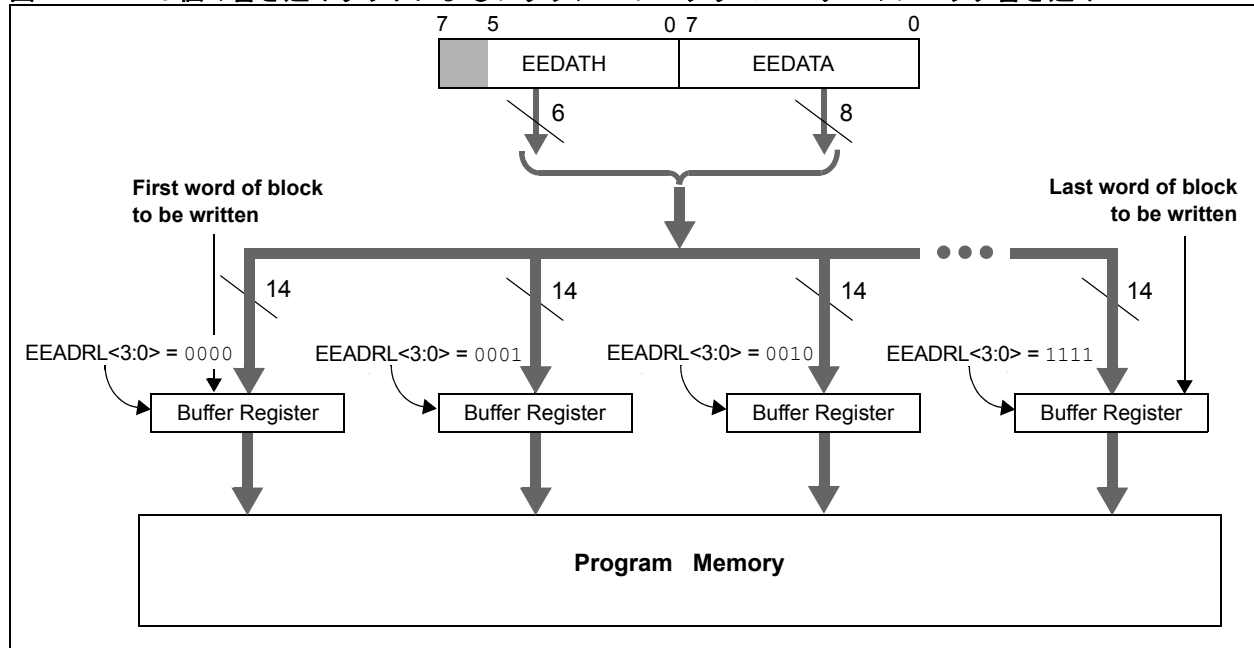 7 5 0 7 0
EEDATH EEDATA
6 8
First word of block
to be written
Last word of block
to be written
14 14 14 14
EEADRL<3:0> = 0000 EEADRL<3:0> = 0001 EEADRL<3:0> = 0010 EEADRL<3:0> = 1111
Buffer Register Buffer Register Buffer Register Buffer Register
Program Memory